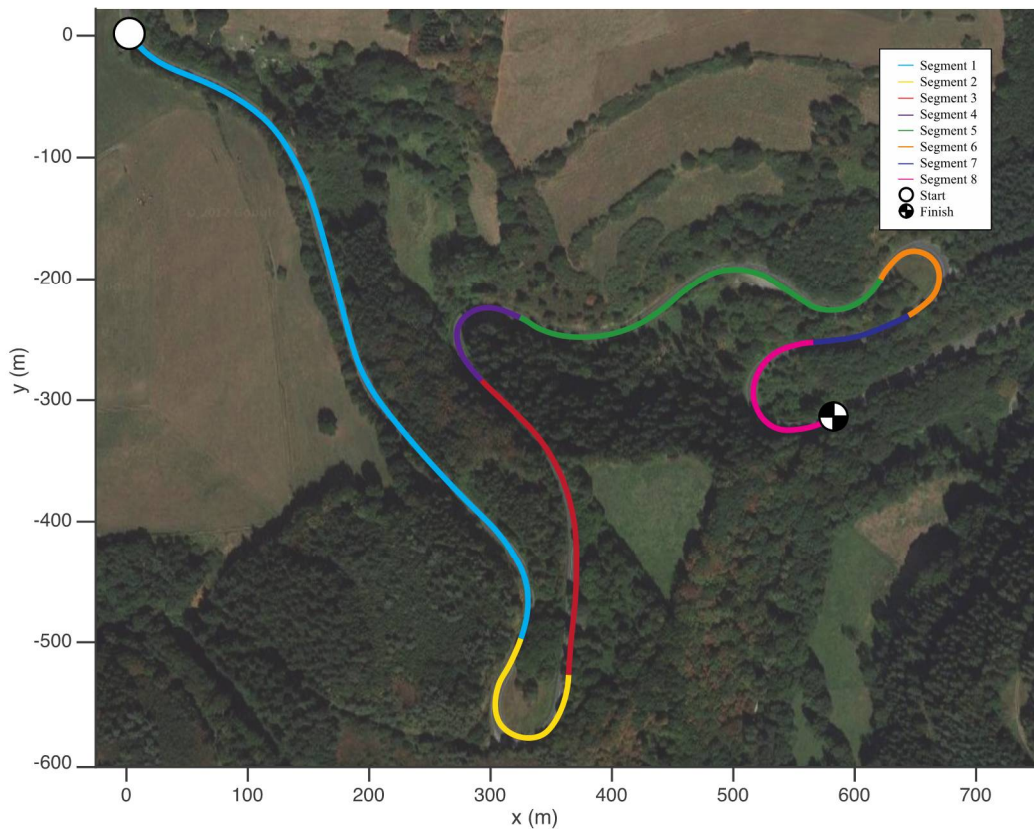 0
-100
-200
-300
-400
-500
-600
y (m)
0
100
200
300
400
500
600
700
x (m)
Segment 1
Segment 2
Segment 3
Segment 4
Segment 5
Segment 6
Segment 7
Segment 8
Start
Finish